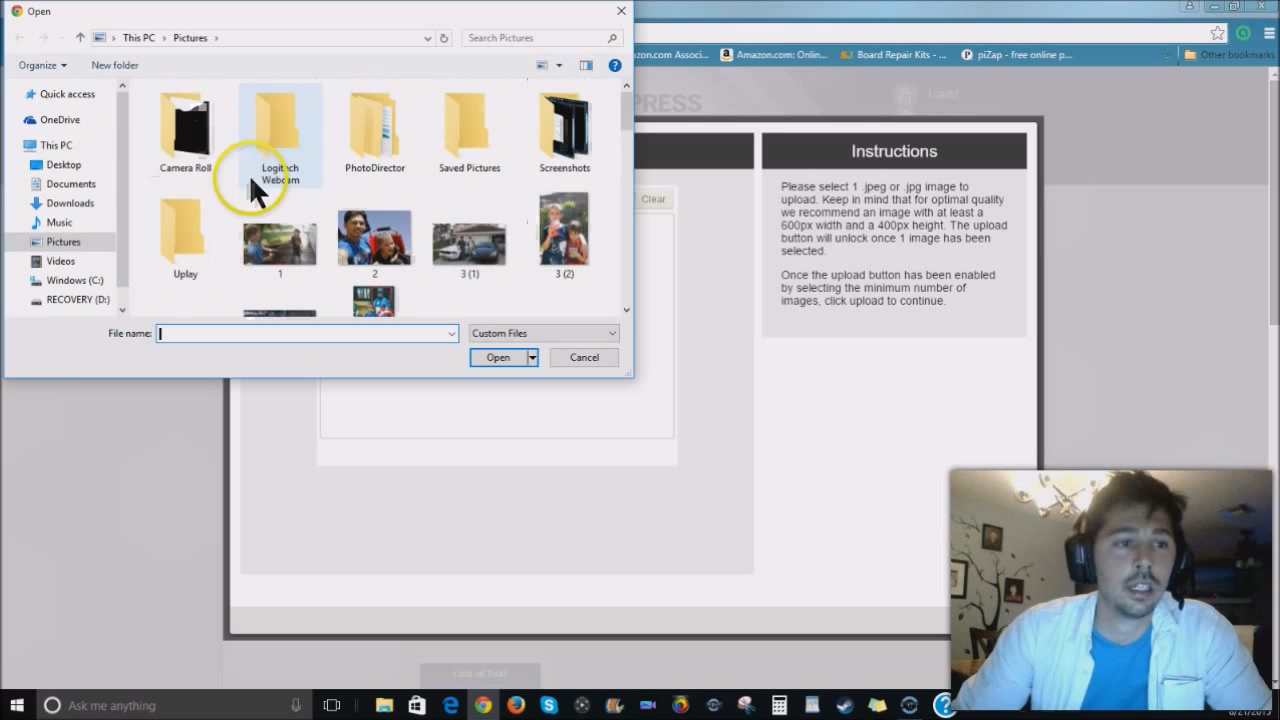 Open
This PC > Pictures >
Search Pictures
Organize
New folder
Amazon.com: Onlin...
Board Repair Kits - ...
piZap - free online p...
Other bookmarks
Quick access
OneDrive
This PC
Desktop
Documents
Downloads
Music
Pictures
Videos
Windows (C:)
RECOVERY (D:)
Camera Roll
Logitech
Webcam
PhotoDirector
Saved Pictures
Screenshots
Uplay
1
2
3 (1)
3 (2)
File name:
Custom Files
Open
Cancel
Clear
Instructions
Please select 1 .jpeg or .jpg image to
upload. Keep in mind that for optimal quality
we recommend an image with at least a
600px width and a 400px height. The upload
button will unlock once 1 image has been
selected.
Once the upload button has been enabled
by selecting the minimum number of
images, click upload to continue.
Ask me anything